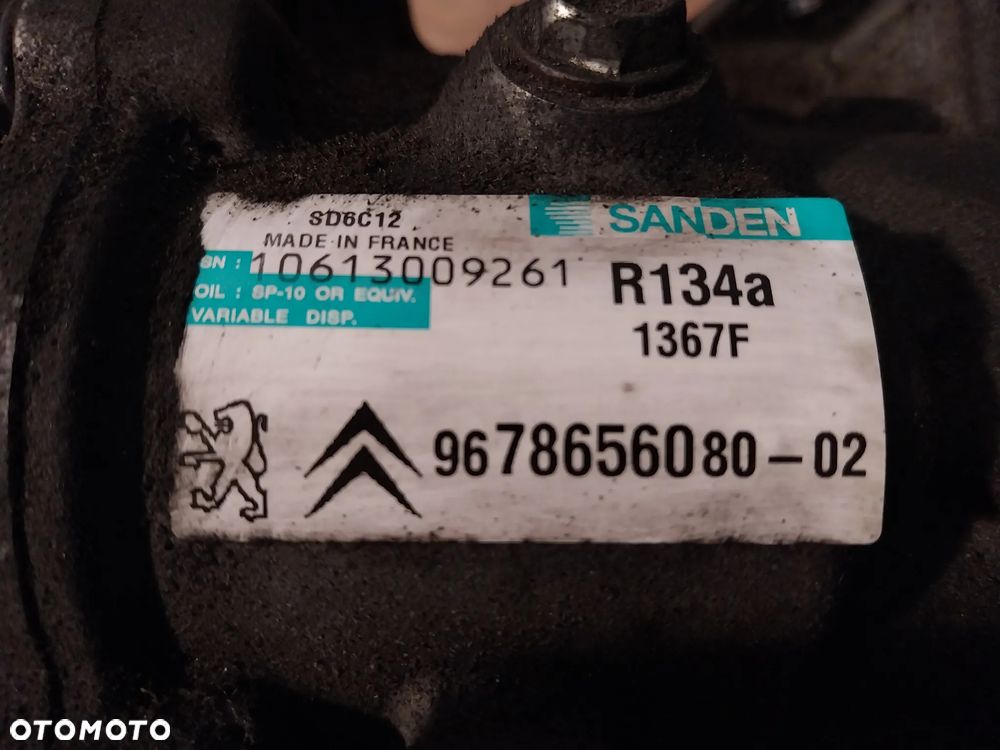 SD6C12
SANDEN
MADE IN FRANCE
SN : 10613009261
R134a
OIL : SP-10 OR EQUIV.
VARIABLE DISP.
1367F
9678656080-02
OTOMOTO